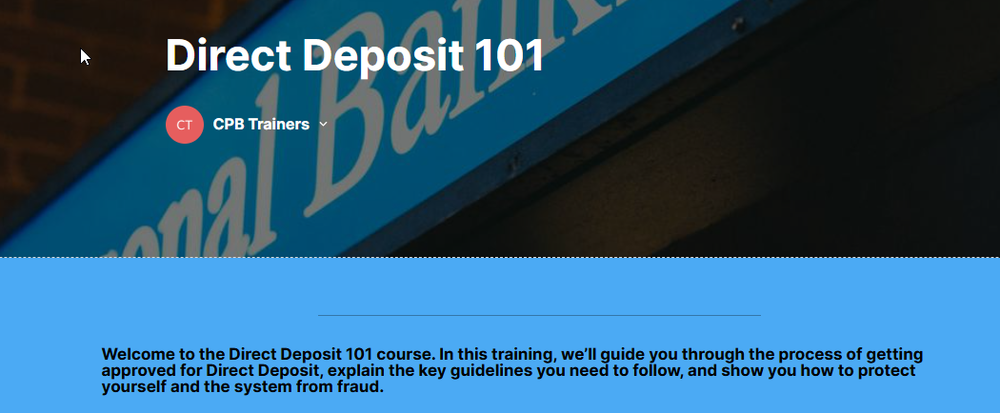 Direct Deposit 101
onal Bank
CT
CPB Trainers
Welcome to the Direct Deposit 101 course. In this training, we’ll guide you through the process of getting
approved for Direct Deposit, explain the key guidelines you need to follow, and show you how to protect
yourself and the system from fraud.